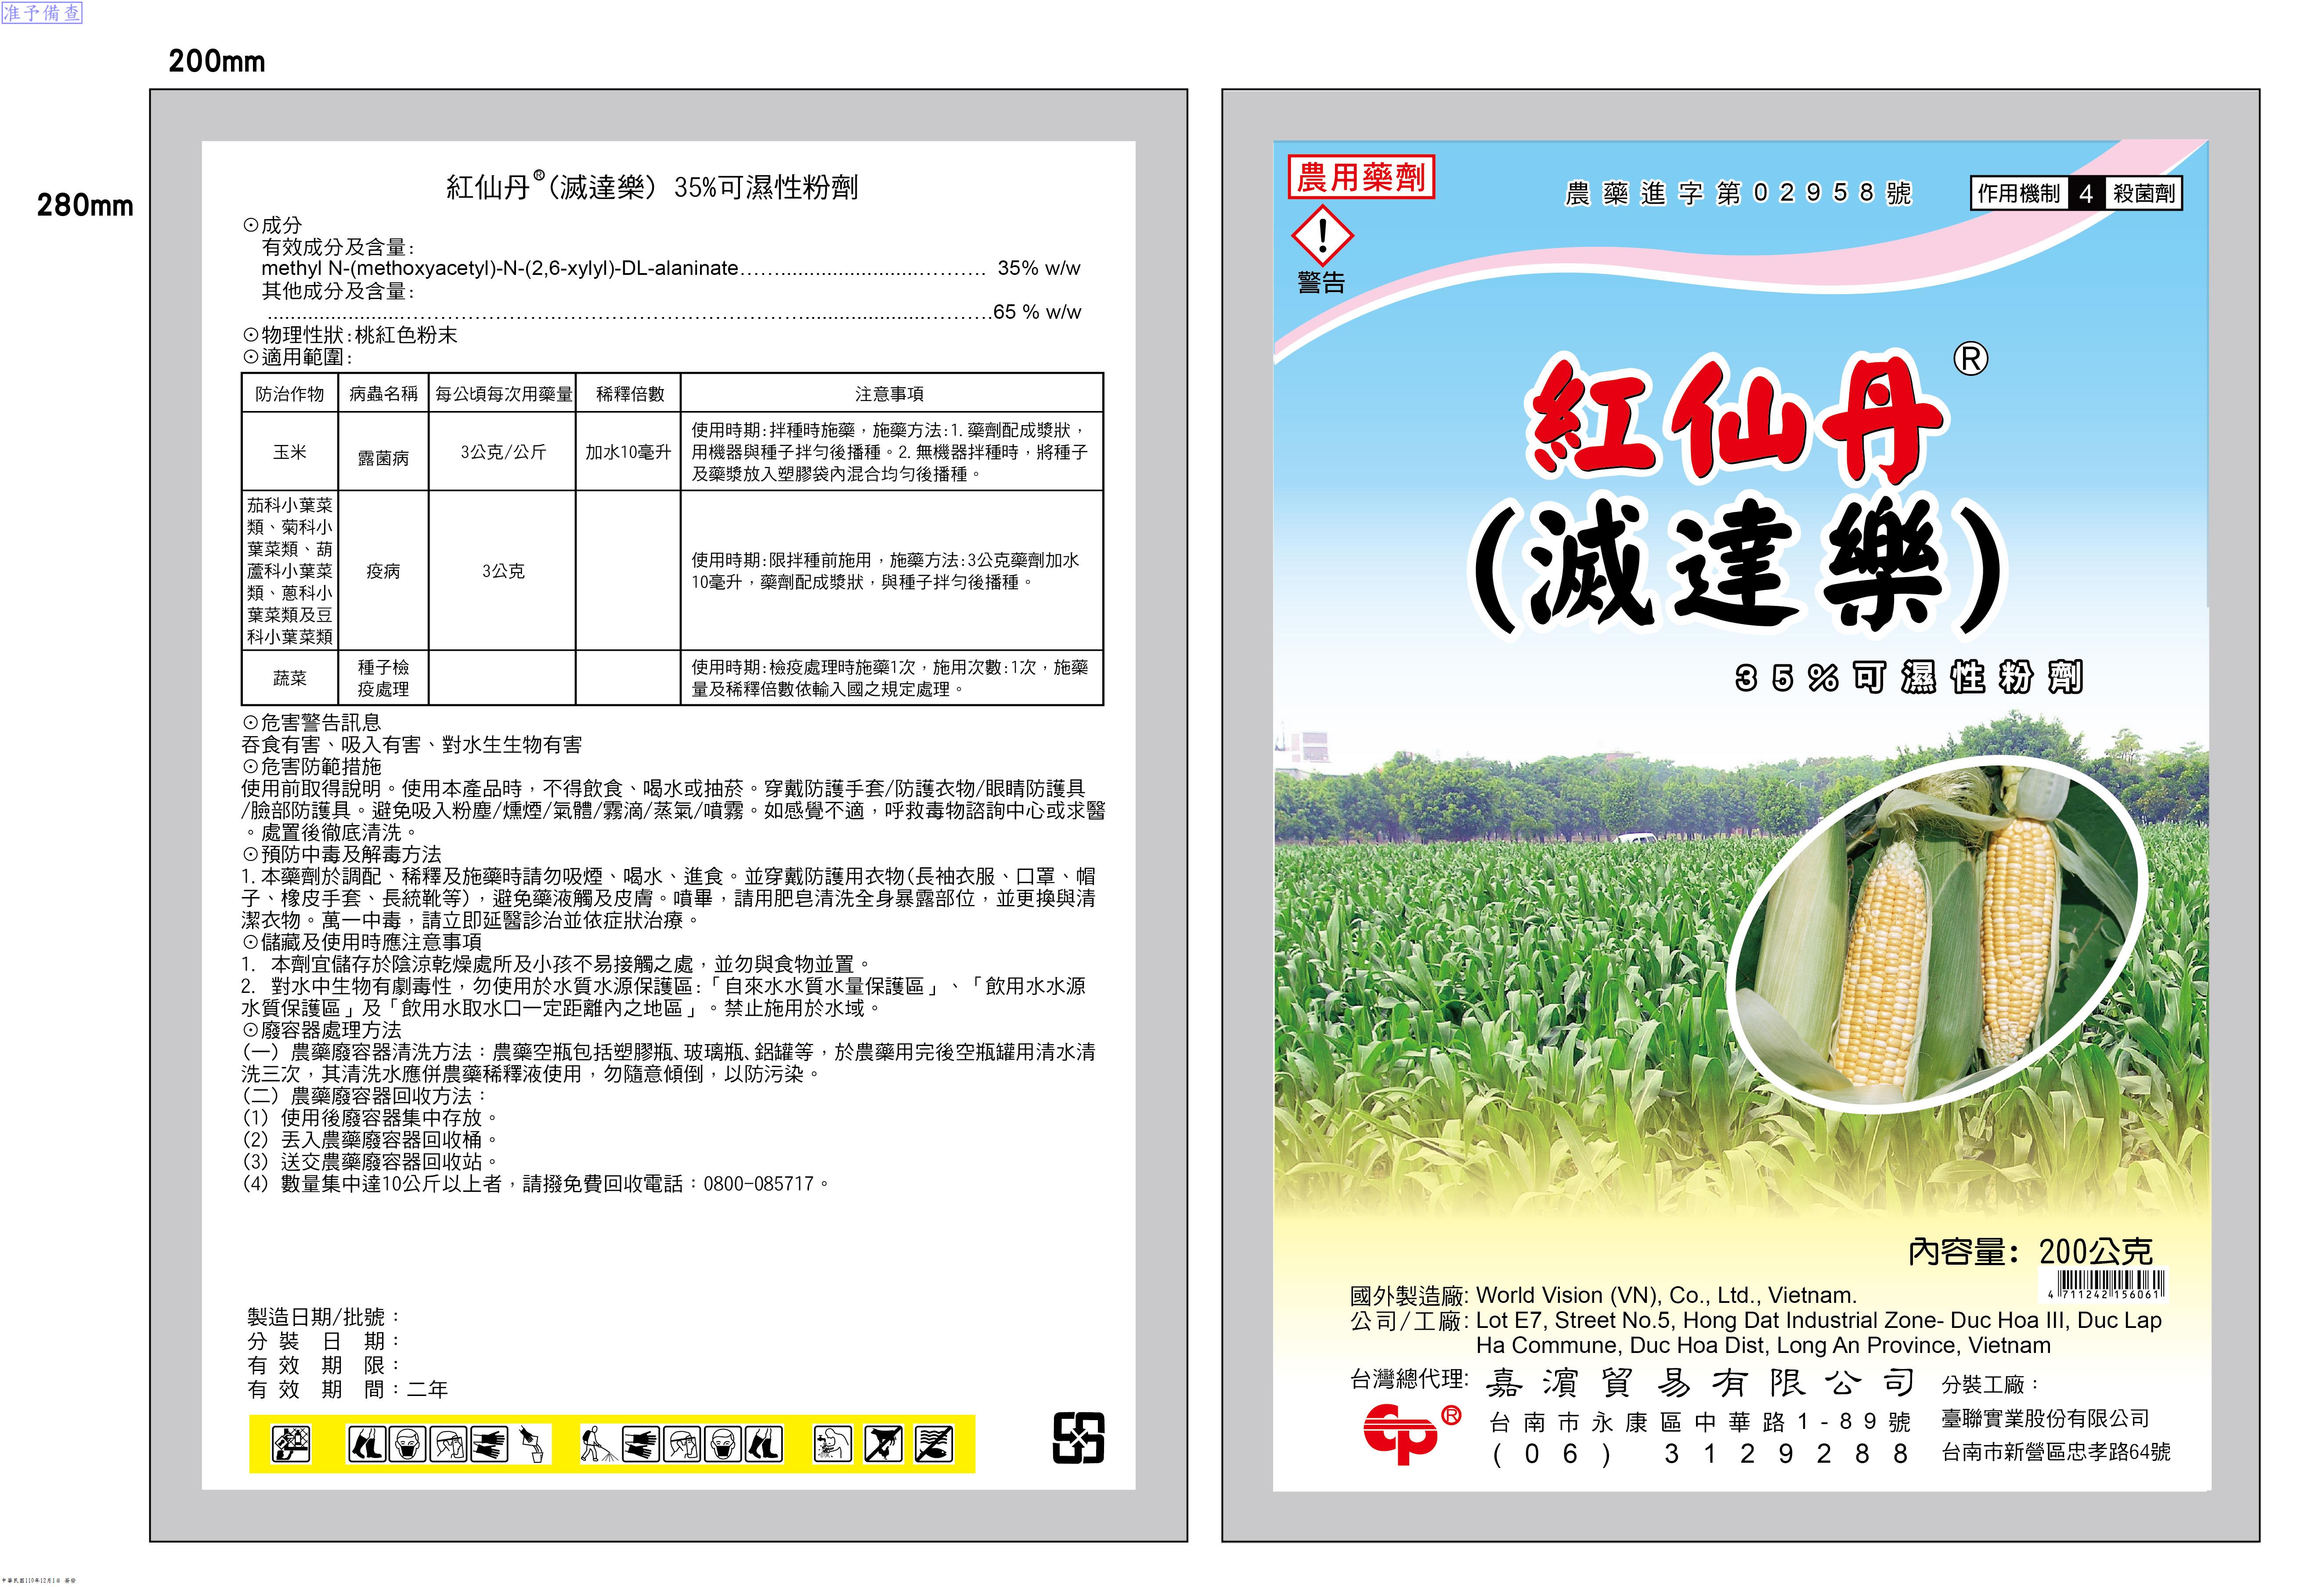 准予備查
200mm
280mm
紅仙丹®(滅達樂) 35%可濕性粉劑
⊙成分
有效成分及含量:
methyl N-(methoxyacetyl)-N-(2,6-xylyl)-DL-alaninate........................................ 35% w/w
其他成分及含量:
....................................................................................................65 % w/w
⊙物理性狀:桃紅色粉末
⊙適用範圍:
防治作物 病蟲名稱 每公頃每次用藥量 稀釋倍數 注意事項
玉米 露菌病 3公克/公斤 加水10毫升
使用時期:拌種時施藥,施藥方法:1.藥劑配成漿狀,
用機器與種子拌勻後播種。2.無機器拌種時,將種子
及藥漿放入塑膠袋內混合均勻後播種。
茄科小葉菜
類、菊科小
葉菜類、葫
蘆科小葉菜
類、蔥科小
葉菜類及豆
科小葉菜類
疫病 3公克
使用時期:限拌種前施用,施藥方法:3公克藥劑加水
10毫升,藥劑配成漿狀,與種子拌勻後播種。
蔬菜
種子檢
疫處理
使用時期:檢疫處理時施藥1次,施用次數:1次,施藥
量及稀釋倍數依輸入國之規定處理。
⊙危害警告訊息
吞食有害、吸入有害、對水生生物有害
⊙危害防範措施
使用前取得說明。使用本產品時,不得飲食、喝水或抽菸。穿戴防護手套/防護衣物/眼睛防護具
/臉部防護具。避免吸入粉塵/燻煙/氣體/霧滴/蒸氣/噴霧。如感覺不適,呼救毒物諮詢中心或求醫
。處置後徹底清洗。
⊙預防中毒及解毒方法
1.本藥劑於調配、稀釋及施藥時請勿吸煙、喝水、進食。並穿戴防護用衣物(長袖衣服、口罩、帽
子、橡皮手套、長統靴等),避免藥液觸及皮膚。噴畢,請用肥皂清洗全身暴露部位,並更換與清
潔衣物。萬一中毒,請立即延醫診治並依症狀治療。
⊙儲藏及使用時應注意事項
1. 本劑宜儲存於陰涼乾燥處所及小孩不易接觸之處,並勿與食物並置。
2. 對水中生物有劇毒性,勿使用於水質水源保護區:「自來水水質水量保護區」、「飲用水水源
水質保護區」及「飲用水取水口一定距離內之地區」。禁止施用於水域。
⊙廢容器處理方法
(一) 農藥廢容器清洗方法:農藥空瓶包括塑膠瓶、玻璃瓶、鋁罐等,於農藥用完後空瓶罐用清水清
洗三次,其清洗水應併農藥稀釋液使用,勿隨意傾倒,以防污染。
(二) 農藥廢容器回收方法:
(1) 使用後廢容器集中存放。
(2) 丟入農藥廢容器回收桶。
(3) 送交農藥廢容器回收站。
(4) 數量集中達10公斤以上者,請撥免費回收電話:0800-085717。
製造日期/批號:
分裝日期:
有效期限:
有效期間:二年
農用藥劑
警告
農藥進字第02958號
作用機制 4 殺菌劑
紅仙丹®
(滅達樂)
35%可濕性粉劑
內容量: 200公克
4 711242 156061
國外製造廠: World Vision (VN), Co., Ltd., Vietnam.
公司/工廠: Lot E7, Street No.5, Hong Dat Industrial Zone- Duc Hoa III, Duc Lap
Ha Commune, Duc Hoa Dist, Long An Province, Vietnam
台灣總代理: 嘉濱貿易有限公司
CP®
台南市永康區中華路1-89號
(06) 3129288
分裝工廠:
臺聯實業股份有限公司
台南市新營區忠孝路64號